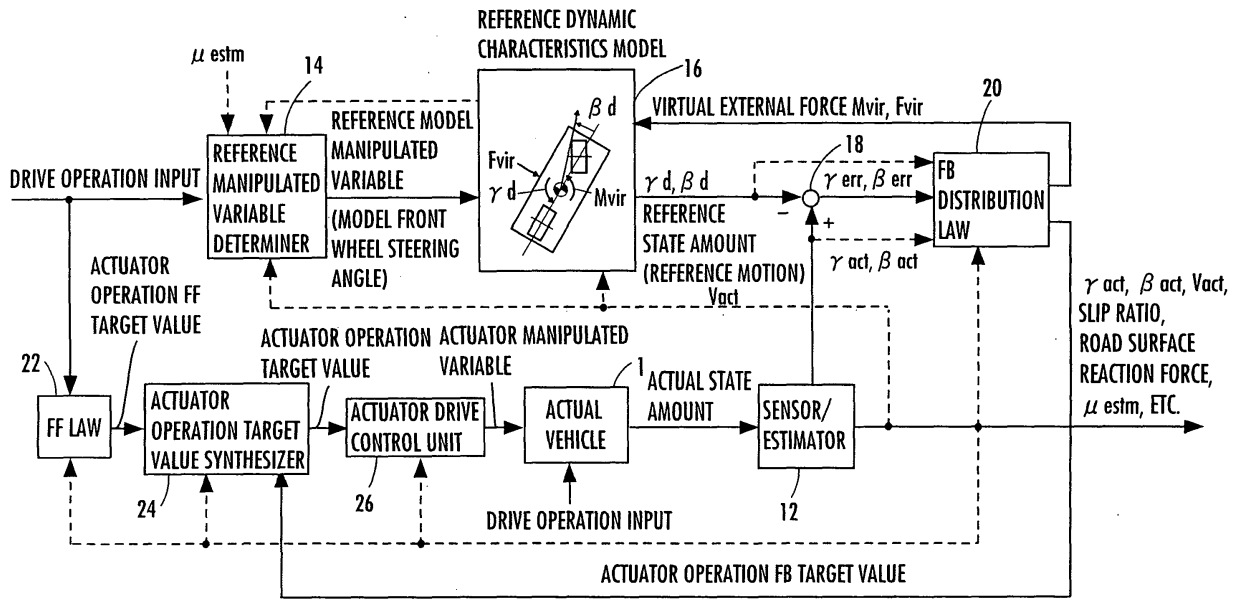 REFERENCE DYNAMIC
CHARACTERISTICS MODEL
μ estm
14
16
20
β d
VIRTUAL EXTERNAL FORCE Mvir, Fvir
REFERENCE MODEL
MANIPULATED
VARIABLE
(MODEL FRONT
WHEEL STEERING
ANGLE)
REFERENCE
MANIPULATED
VARIABLE
DETERMINER
DRIVE OPERATION INPUT
Fvir
γ d
Mvir
γ d, β d
REFERENCE
STATE AMOUNT
(REFERENCE MOTION)
Vact
18
γ err, β err
−
+
γ act, β act
FB
DISTRIBUTION
LAW
ACTUATOR
OPERATION FF
TARGET VALUE
γ act, β act, Vact,
SLIP RATIO,
ROAD SURFACE
REACTION FORCE,
μ estm, ETC.
22
FF LAW
ACTUATOR
OPERATION TARGET
VALUE SYNTHESIZER
24
ACTUATOR OPERATION
TARGET VALUE
ACTUATOR DRIVE
CONTROL UNIT
26
ACTUATOR MANIPULATED
VARIABLE
1
ACTUAL
VEHICLE
ACTUAL STATE
AMOUNT
SENSOR/
ESTIMATOR
12
DRIVE OPERATION INPUT
ACTUATOR OPERATION FB TARGET VALUE